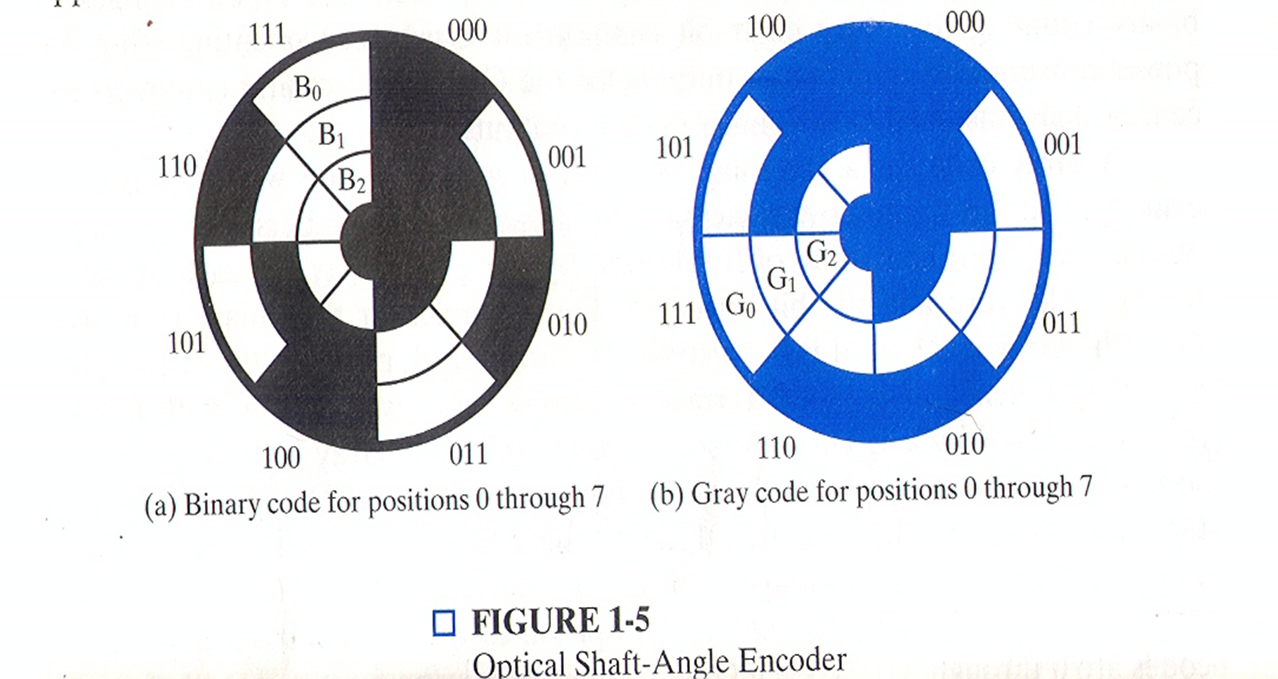 111
000
B0
B1
B2
110
001
101
010
100
011
(a) Binary code for positions 0 through 7
100
000
101
001
G2
G1
G0
111
011
110
010
(b) Gray code for positions 0 through 7
□ FIGURE 1-5
Optical Shaft-Angle Encoder